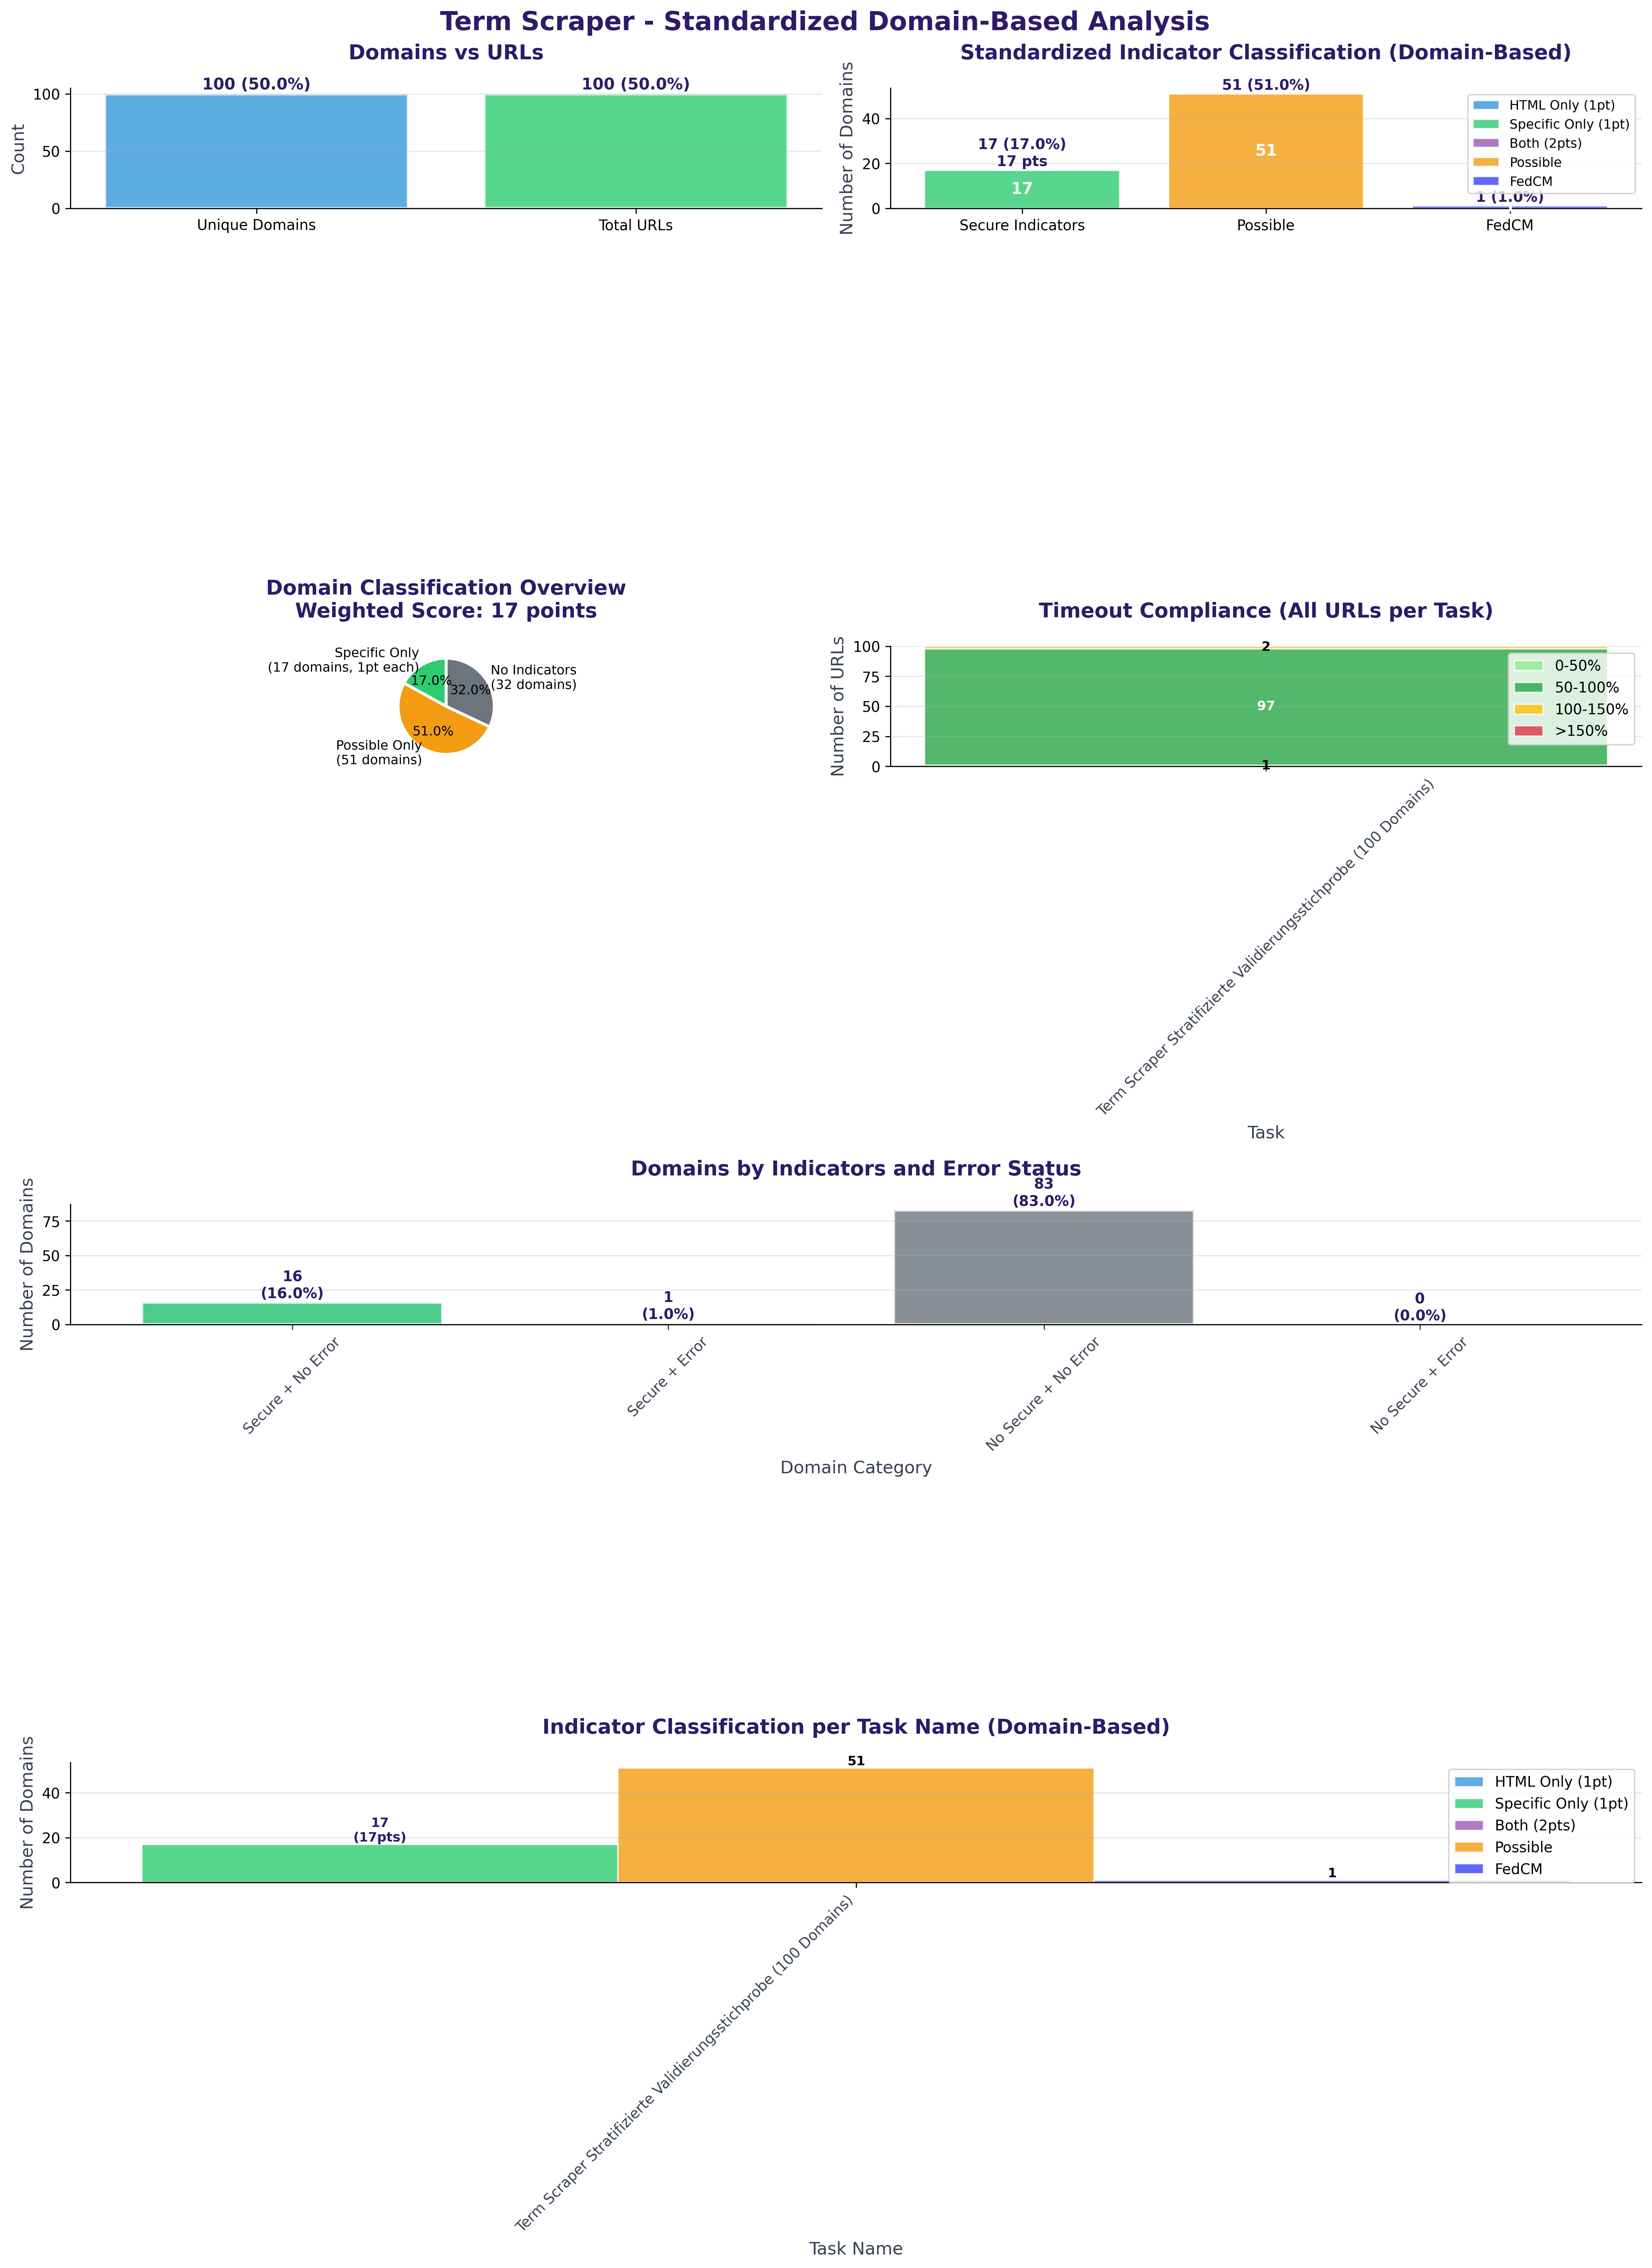 Term Scraper - Standardized Domain-Based Analysis
Domains vs URLs
Count
100
50
0
100 (50.0%)
100 (50.0%)
Unique Domains
Total URLs
Standardized Indicator Classification (Domain-Based)
Number of Domains
40
20
0
17 (17.0%)
17 pts
17
51 (51.0%)
51
1 (1.0%)
HTML Only (1pt)
Specific Only (1pt)
Both (2pts)
Possible
FedCM
Secure Indicators
Possible
FedCM
Domain Classification Overview
Weighted Score: 17 points
Specific Only
(17 domains, 1pt each)
17.0%
No Indicators
(32 domains)
32.0%
51.0%
Possible Only
(51 domains)
Timeout Compliance (All URLs per Task)
Number of URLs
100
75
50
25
0
2
97
1
0-50%
50-100%
100-150%
>150%
Term Scraper Stratifizierte Validierungsstichprobe (100 Domains)
Task
Domains by Indicators and Error Status
Number of Domains
75
50
25
0
16
(16.0%)
1
(1.0%)
83
(83.0%)
0
(0.0%)
Secure + No Error
Secure + Error
No Secure + No Error
No Secure + Error
Domain Category
Indicator Classification per Task Name (Domain-Based)
Number of Domains
40
20
0
17
(17pts)
51
1
HTML Only (1pt)
Specific Only (1pt)
Both (2pts)
Possible
FedCM
Term Scraper Stratifizierte Validierungsstichprobe (100 Domains)
Task Name